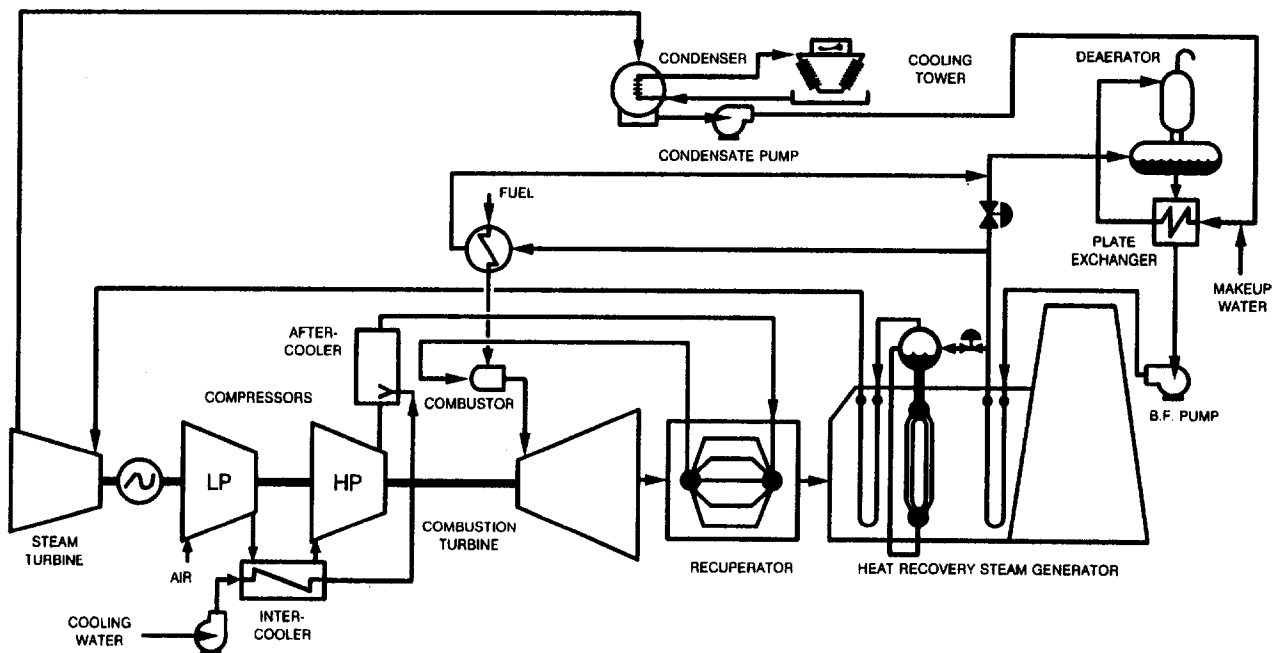 CONDENSER
COOLING
TOWER
DEAERATOR
CONDENSATE PUMP
FUEL
PLATE
EXCHANGER
MAKEUP
WATER
AFTER-
COOLER
COMPRESSORS
COMBUSTOR
B.F. PUMP
LP
HP
STEAM
TURBINE
AIR
COMBUSTION
TURBINE
RECUPERATOR
HEAT RECOVERY STEAM GENERATOR
INTER-
COOLER
COOLING
WATER